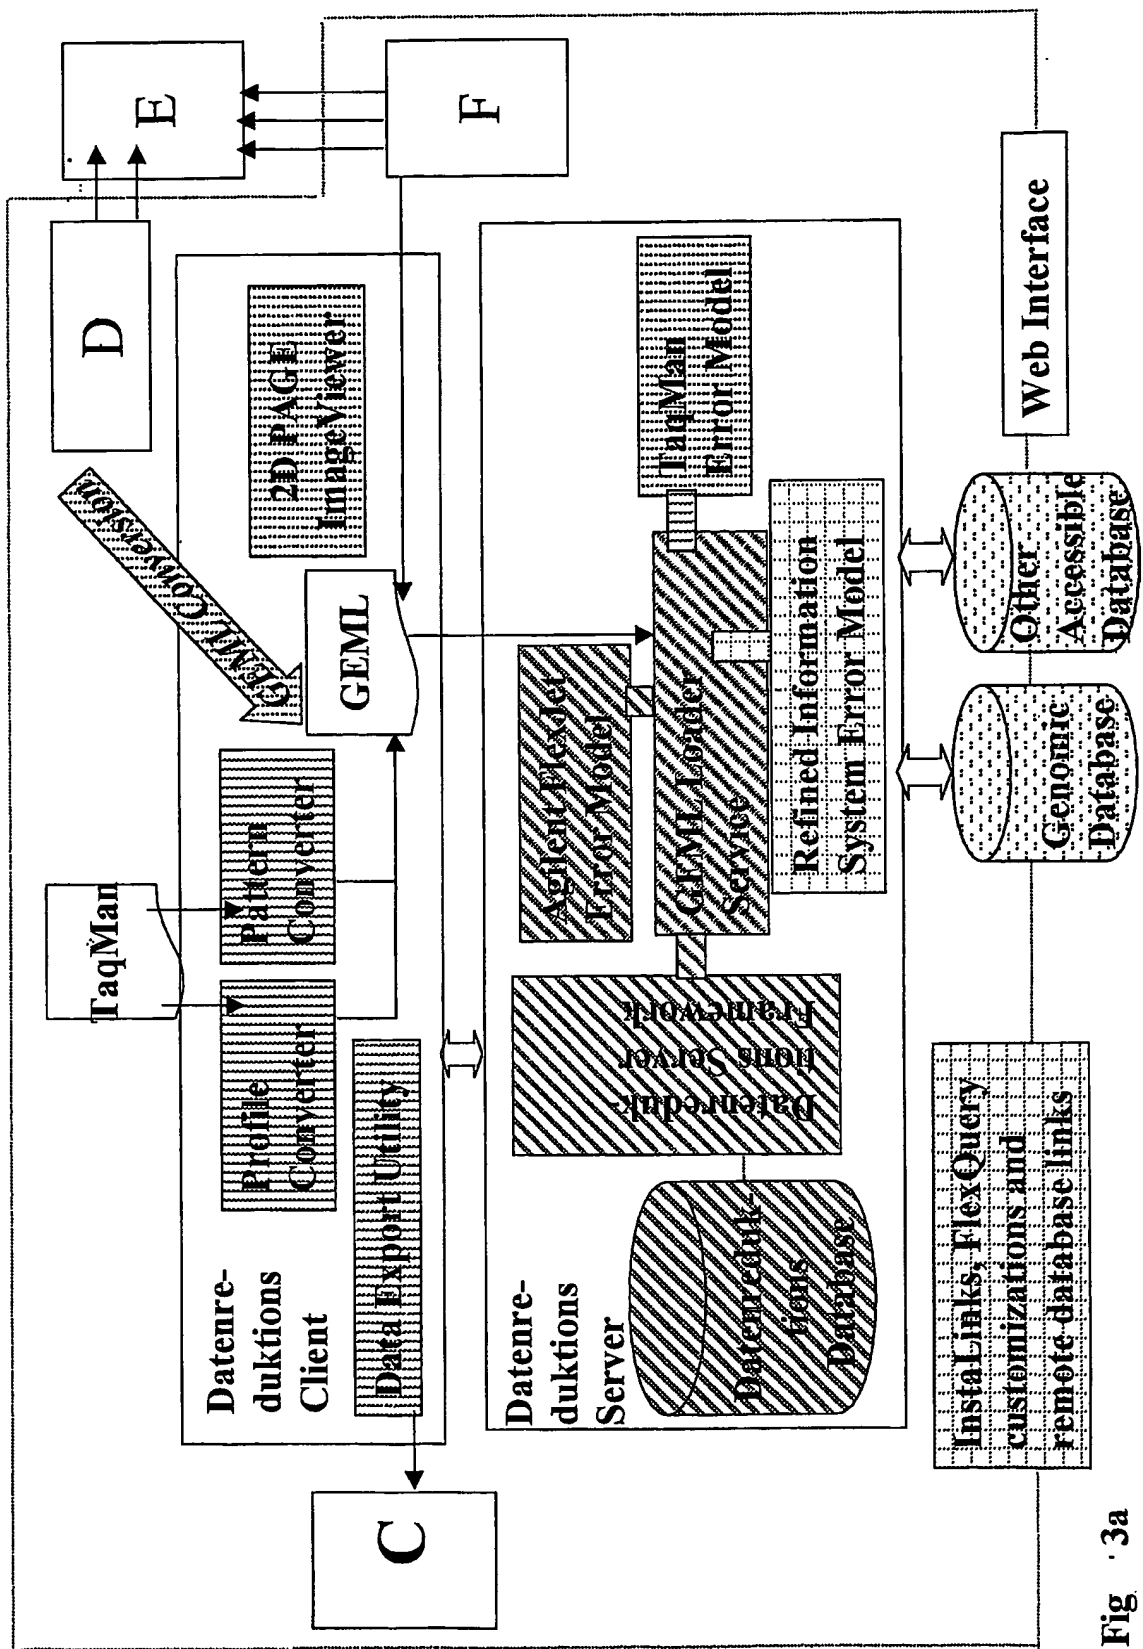 TaqMan
D
E
F
GEML Conversion
Datenre-
duktions
Client
Profile
Converter
Pattern
Converter
GEML
2D PAGE
ImageViewer
Data Export Utility
C
Datenre-
duktions
Server
Datenreduk-
tions Server
Framework
Agilent FlexJet
Error Model
GEML Loader
Service
TaqMan
Error Model
Refined Information
System Error Model
Datenreduk-
tions
Database
InstaLinks, FlexQuery
customizations and
remote database links
Genomic
Database
Other
Accessible
Database
Web Interface
Fig 3a